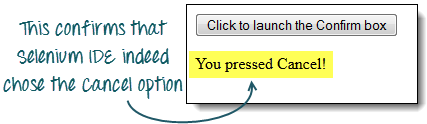 This confirms that
Selenium IDE indeed
chose the Cancel option
Click to launch the Confirm box
You pressed Cancel!